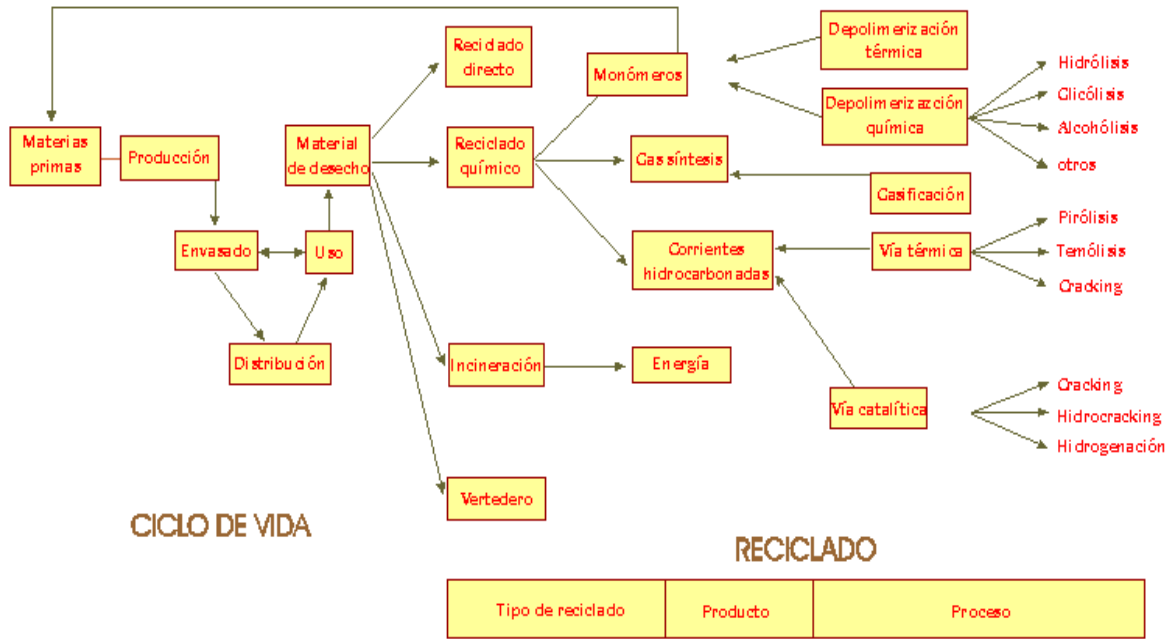 Reciclado
directo
Monómeros
Depolimerización
térmica
Hidrólisis
Glicólisis
Alcohólisis
otros
Depolimerizazción
química
Materias
primas
Producción
Material
de desecho
Reciclado
químico
Gas síntesis
Gasificación
Envasado
Uso
Corrientes
hidrocarbonadas
Vía térmica
Pirólisis
Temólisis
Cracking
Distribución
Incineración
Energía
Vía catalítica
Cracking
Hidrocracking
Hidrogenación
Vertedero
CICLO DE VIDA
RECICLADO
Tipo de reciclado
Producto
Proceso